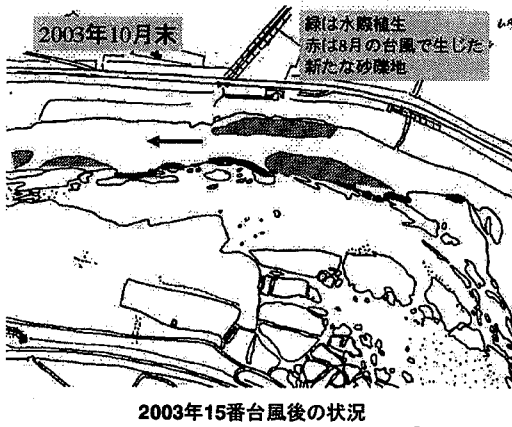 2003年10月末
緑は水際植生
赤は8月の台風で生じた
新たな砂礫地
2003年15番台風後の状況